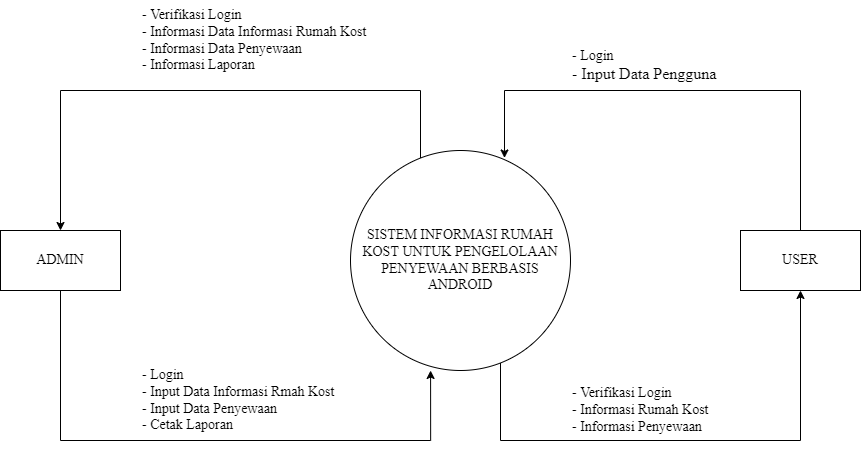 - Verifikasi Login
- Informasi Data Informasi Rumah Kost
- Informasi Data Penyewaan
- Informasi Laporan
- Login
- Input Data Pengguna
SISTEM INFORMASI RUMAH
KOST UNTUK PENGELOLAAN
PENYEWAAN BERBASIS
ANDROID
ADMIN
USER
- Login
- Input Data Informasi Rmah Kost
- Input Data Penyewaan
- Cetak Laporan
- Verifikasi Login
- Informasi Rumah Kost
- Informasi Penyewaan